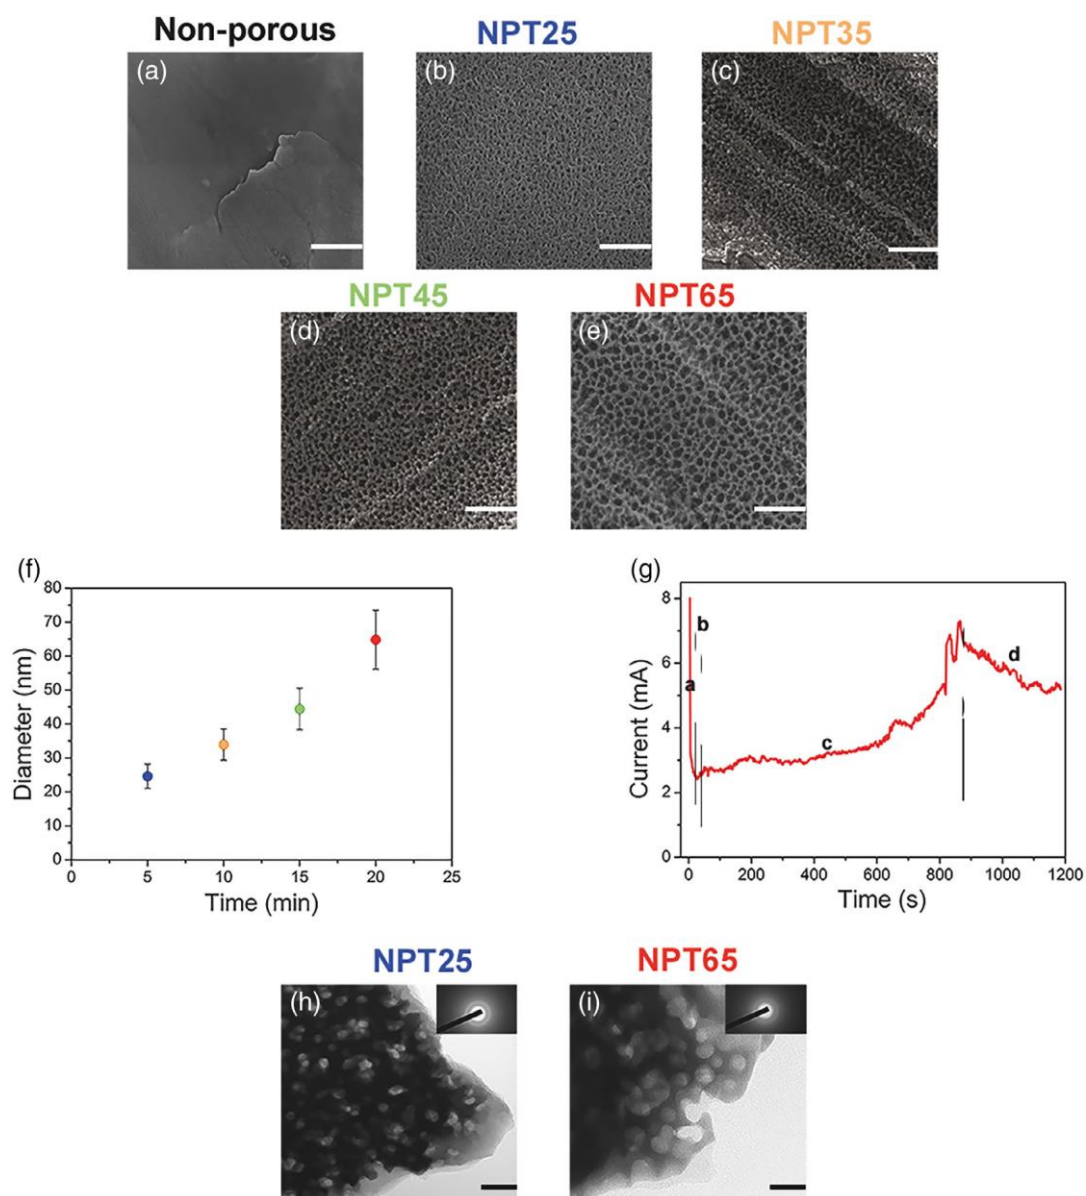 Non-porous
NPT25
NPT35
(a)
(b)
(c)
NPT45
NPT65
(d)
(e)
(f)
80
70
60
50
40
30
20
10
0
Diameter (nm)
0 5 10 15 20 25
Time (min)
(g)
8
6
4
2
0
Current (mA)
a
b
c
d
0 200 400 600 800 1000 1200
Time (s)
NPT25
NPT65
(h)
(i)